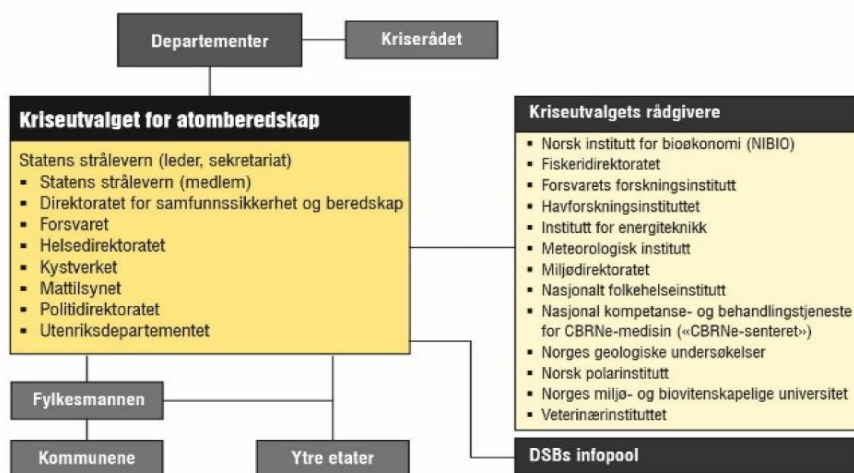 Departementer
Kriserådet
Kriseutvalget for atomberedskap
Statens strålevern (leder, sekretariat)
▪ Statens strålevern (medlem)
▪ Direktoratet for samfunnssikkerhet og beredskap
▪ Forsvaret
▪ Helsedirektoratet
▪ Kystverket
▪ Mattilsynet
▪ Politidirektoratet
▪ Utenriksdepartementet
Kriseutvalgets rådgivere
▪ Norsk institutt for bioøkonomi (NIBIO)
▪ Fiskeridirektoratet
▪ Forsvarets forskningsinstitutt
▪ Havforskningsinstituttet
▪ Institutt for energiteknikk
▪ Meteorologisk institutt
▪ Miljødirektoratet
▪ Nasjonalt folkehelseinstitutt
▪ Nasjonal kompetanse- og behandlingstjeneste
for CBRNe-medisin («CBRNe-senteret»)
▪ Norges geologiske undersøkelser
▪ Norsk polarinstitutt
▪ Norges miljø- og biovitenskapelige universitet
▪ Veterinærinstituttet
Fylkesmannen
Kommunene
Ytre etater
DSBs infopool